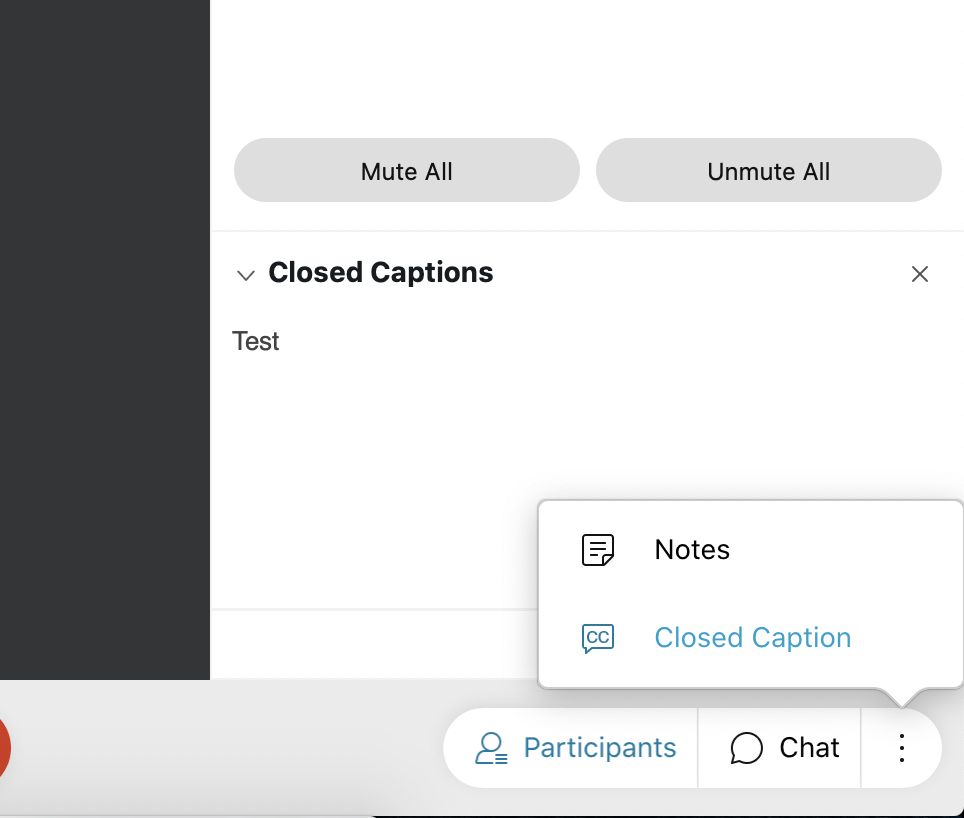 Mute All
Unmute All
Closed Captions
Test
Notes
CC
Closed Caption
Participants
Chat